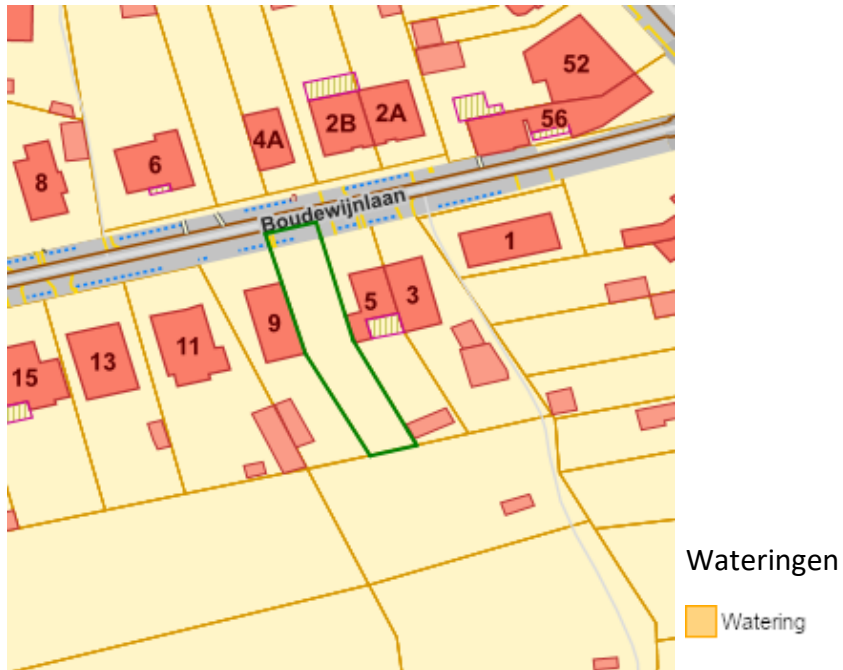 52
56
2A
2B
4A
6
8
Boudewijnlaan
1
3
5
9
11
13
15
Wateringen
Watering